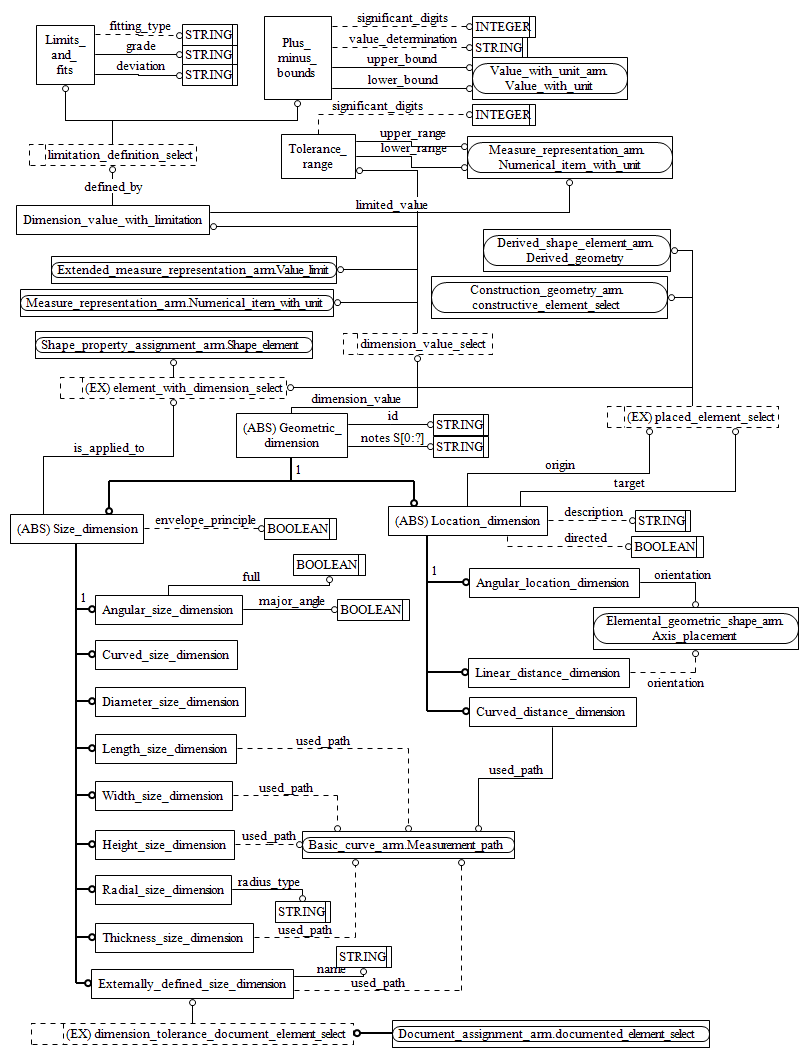 fitting_type
Limits_
and_
fits
STRING
grade
STRING
deviation
STRING
significant_digits
Plus_
minus_
bounds
INTEGER
value_determination
STRING
upper_bound
Value_with_unit_arm.
Value_with_unit
lower_bound
significant_digits
INTEGER
limitation_definition_select
Tolerance_
range
upper_range
lower_range
Measure_representation_arm.
Numerical_item_with_unit
defined_by
Dimension_value_with_limitation
limited_value
Derived_shape_element_arm.
Derived_geometry
Extended_measure_representation_arm.Value_limit
Construction_geometry_arm.
constructive_element_select
Measure_representation_arm.Numerical_item_with_unit
Shape_property_assignment_arm.Shape_element
dimension_value_select
(EX) element_with_dimension_select
dimension_value
(EX) placed_element_select
(ABS) Geometric_
dimension
id
STRING
notes S[0:?]
STRING
is_applied_to
1
origin
target
(ABS) Size_dimension
envelope_principle
BOOLEAN
(ABS) Location_dimension
description
STRING
directed
BOOLEAN
1
full
BOOLEAN
Angular_size_dimension
major_angle
BOOLEAN
1
Angular_location_dimension
orientation
Elemental_geometric_shape_arm.
Axis_placement
Curved_size_dimension
Linear_distance_dimension
orientation
Diameter_size_dimension
Curved_distance_dimension
Length_size_dimension
used_path
used_path
Width_size_dimension
used_path
Height_size_dimension
used_path
Basic_curve_arm.Measurement_path
Radial_size_dimension
radius_type
STRING
Thickness_size_dimension
used_path
STRING
Externally_defined_size_dimension
name
used_path
(EX) dimension_tolerance_document_element_select
Document_assignment_arm.documented_element_select